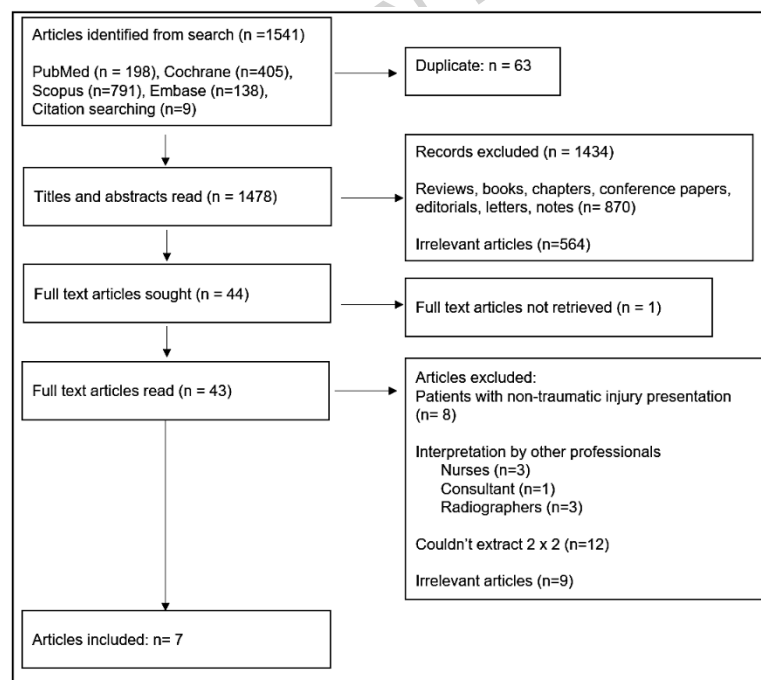 Articles identified from search (n =1541)
PubMed (n = 198), Cochrane (n=405),
Scopus (n=791), Embase (n=138),
Citation searching (n=9)
Duplicate: n = 63
Titles and abstracts read (n = 1478)
Records excluded (n = 1434)
Reviews, books, chapters, conference papers,
editorials, letters, notes (n= 870)
Irrelevant articles (n=564)
Full text articles sought (n = 44)
Full text articles not retrieved (n = 1)
Full text articles read (n = 43)
Articles excluded:
Patients with non-traumatic injury presentation
(n= 8)
Interpretation by other professionals
Nurses (n=3)
Consultant (n=1)
Radiographers (n=3)
Couldn't extract 2 x 2 (n=12)
Irrelevant articles (n=9)
Articles included: n= 7